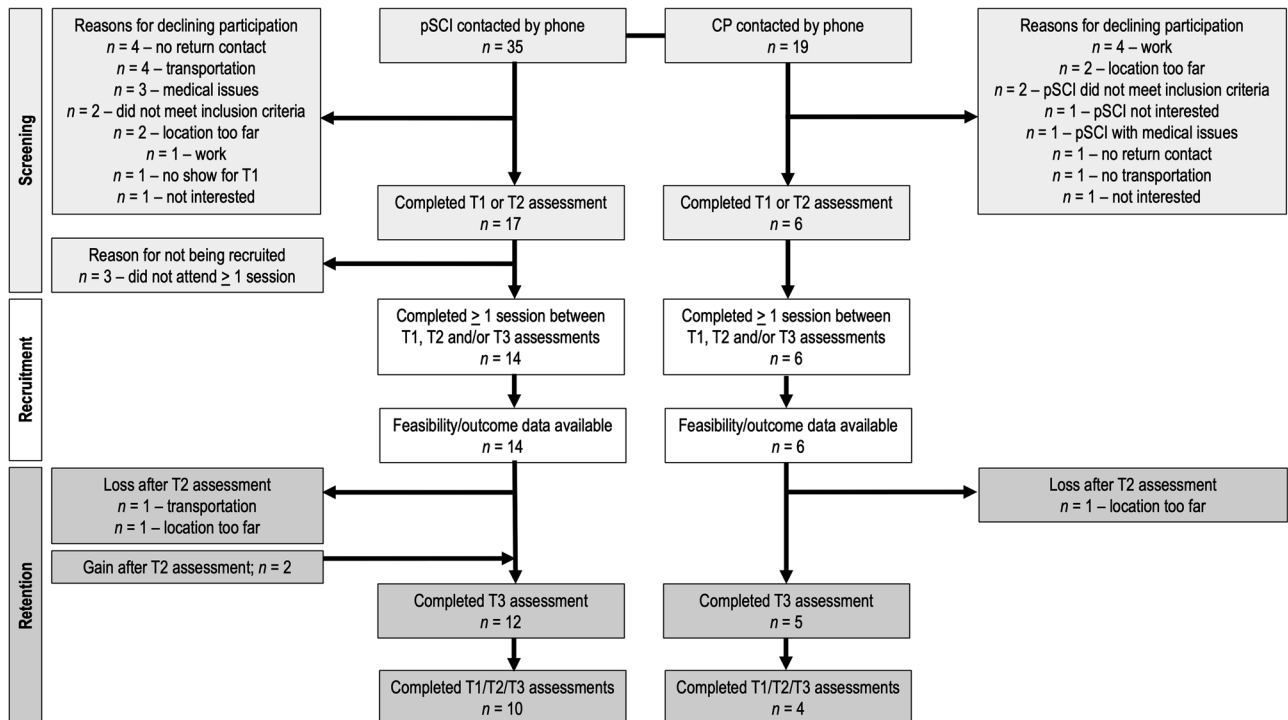 Screening
Reasons for declining participation
n = 4 – no return contact
n = 4 – transportation
n = 3 – medical issues
n = 2 – did not meet inclusion criteria
n = 2 – location too far
n = 1 – work
n = 1 – no show for T1
n = 1 – not interested
pSCI contacted by phone
n = 35
CP contacted by phone
n = 19
Reasons for declining participation
n = 4 – work
n = 2 – location too far
n = 2 – pSCI did not meet inclusion criteria
n = 1 – pSCI not interested
n = 1 – pSCI with medical issues
n = 1 – no return contact
n = 1 – no transportation
n = 1 – not interested
Completed T1 or T2 assessment
n = 17
Completed T1 or T2 assessment
n = 6
Reason for not being recruited
n = 3 – did not attend ≥ 1 session
Recruitment
Completed ≥ 1 session between
T1, T2 and/or T3 assessments
n = 14
Completed ≥ 1 session between
T1, T2 and/or T3 assessments
n = 6
Feasibility/outcome data available
n = 14
Feasibility/outcome data available
n = 6
Retention
Loss after T2 assessment
n = 1 – transportation
n = 1 – location too far
Loss after T2 assessment
n = 1 – location too far
Gain after T2 assessment; n = 2
Completed T3 assessment
n = 12
Completed T3 assessment
n = 5
Completed T1/T2/T3 assessments
n = 10
Completed T1/T2/T3 assessments
n = 4